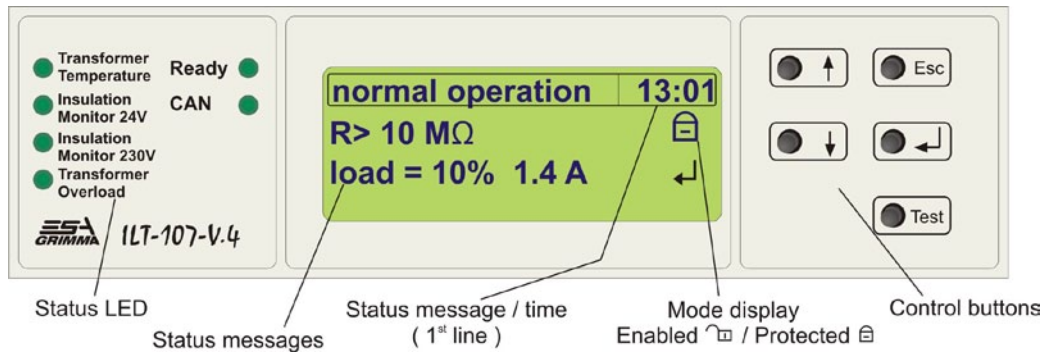 Transformer
Temperature
Ready
Insulation
Monitor 24V
CAN
Insulation
Monitor 230V
Transformer
Overload
ESA
GRIMMA
ILT-107-V.4
normal operation 13:01
R> 10 MΩ
load = 10% 1.4 A
Esc
Test
Status LED
Status messages
Status message / time
( 1st line )
Mode display
Enabled / Protected
Control buttons